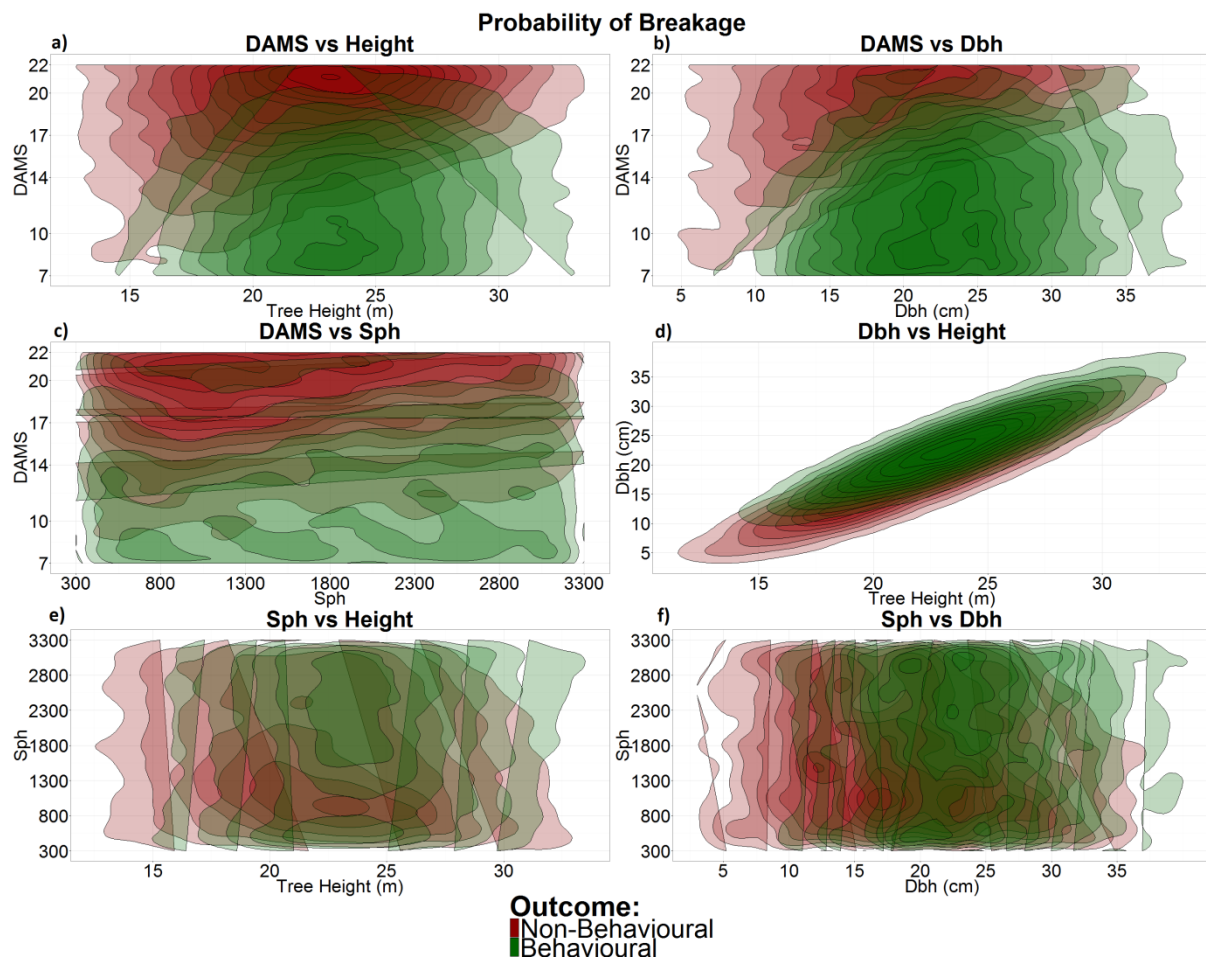 Probability of Breakage
a) DAMS vs Height
22
20
17
14
10
7
DAMS
15 20 25 30
Tree Height (m)
b) DAMS vs Dbh
22
20
17
14
10
7
DAMS
5 10 15 20 25 30 35
Dbh (cm)
c) DAMS vs Sph
22
20
17
14
10
7
DAMS
300 800 1300 1800 2300 2800 3300
Sph
d) Dbh vs Height
35
30
25
20
15
10
5
Dbh (cm)
15 20 25 30
Tree Height (m)
e) Sph vs Height
3300
2800
2300
1800
1300
800
300
Sph
15 20 25 30
Tree Height (m)
f) Sph vs Dbh
3300
2800
2300
1800
1300
800
300
Sph
5 10 15 20 25 30 35
Dbh (cm)
Outcome:
Non-Behavioural
Behavioural